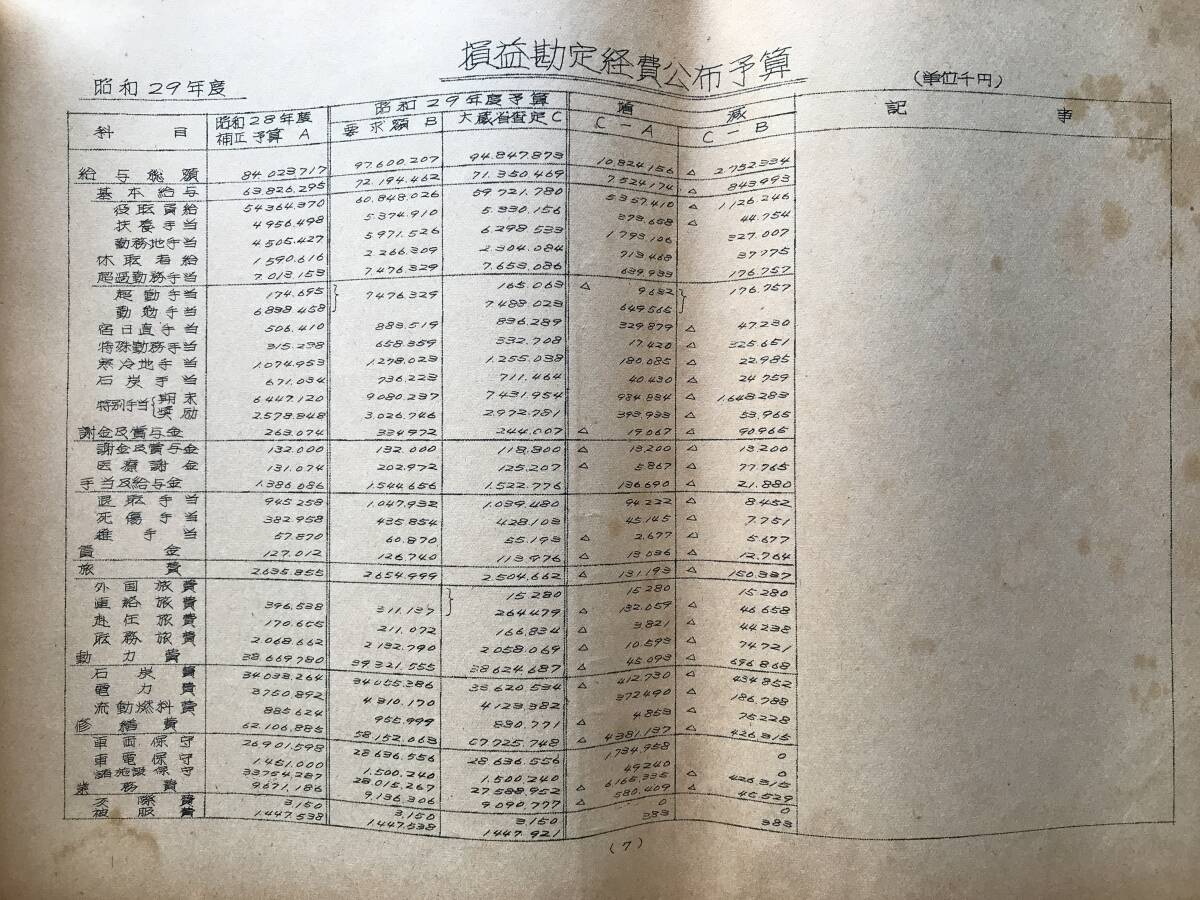 損益勘定経費公布予算
昭和29年度 (単位千円)
科目 昭和28年度補正予算 A 昭和29年度予算 要求額 B 大蔵省査定 C 増減 C－A C－B 記事
給与総額 84.023.717 97.600.207 94.847.873 10.824.156 △ 2.752.334
基本給与 63.826.295 72.194.462 71.350.469 7.524.174 △ 843.993
役職員給 54.364.370 60.848.026 59.721.780 5.357.410 △ 1.126.246
扶養手当 4.956.498 5.374.910 5.330.156 373.658 △ 44.754
勤務地手当 4.505.427 5.971.526 6.298.533 1.793.106 327.007
休職者給 1.590.616 2.266.309 2.304.084 713.468 37.775
超過勤務手当 7.013.153 7.476.329 7.653.086 639.933 176.757
超勤手当 174.695 7476.329 165.063 △ 9.632 176.757
勤勉手当 6.838.458 7.488.023 649.565
宿日直手当 506.410 883.519 836.289 329.879 △ 47.230
特殊勤務手当 315.238 658.359 332.708 17.420 △ 325.651
寒冷地手当 1.074.953 1.278.023 1.255.038 180.085 △ 22.985
石炭手当 671.034 736.223 711.464 40.430 △ 24.759
特別手当 期末 6.447.120 9.080.237 7.431.954 984.834 △ 1.648.283
奨励 2.578.848 3.026.746 2.972.781 393.933 △ 53.965
謝金及賞与金 263.074 334.972 244.007 △ 19.067 △ 90.965
謝金及賞与金 132.000 132.000 118.800 △ 13.200 △ 13.200
医療謝金 131.074 202.972 125.207 △ 5.867 △ 77.765
手当及給与金 1.386.086 1.544.656 1.522.776 136.690 △ 21.880
退職手当 945.258 1.047.932 1.039.480 94.222 △ 8.452
死傷手当 382.958 435.854 428.103 45.145 △ 7.751
雑手当 57.870 60.870 55.193 △ 2.677 △ 5.677
賃金 127.012 126.740 113.976 △ 13.036 △ 12.764
旅費 2.635.855 2.654.999 2.504.662 △ 131.193 △ 150.337
外国旅費 15.280 15.280 15.280
車船旅費 396.538 311.137 264.479 △ 132.059 △ 46.658
赴任旅費 170.655 211.072 166.834 △ 3.821 △ 44.238
職務旅費 2.068.662 2.132.790 2.058.069 △ 10.593 △ 74.721
動力費 38.669.780 39.321.555 38.624.687 △ 45.093 △ 696.868
石炭費 34.033.264 34.055.386 33.620.534 △ 412.730 △ 434.852
電力費 3.750.892 4.310.170 4.123.382 372.490 △ 186.788
流動燃料費 885.624 955.999 880.771 △ 4.853 △ 75.228
修繕費 62.106.885 58.152.063 57.725.748 △ 4.381.137 △ 426.315
車両保守 26.901.598 28.636.556 28.636.556 1.734.958 0
車電保守 1.451.000 1.500.240 1.500.240 49.240 0
諸施設保守 33.754.287 28.015.267 27.588.952 △ 6.165.335 △ 426.315
業務費 9.671.186 9.136.306 9.090.777 △ 580.409 △ 45.529
交際費 3.150 3.150 3.150 0 0
被服費 1.447.538 1.447.538 1.447.921 383 383
(7)